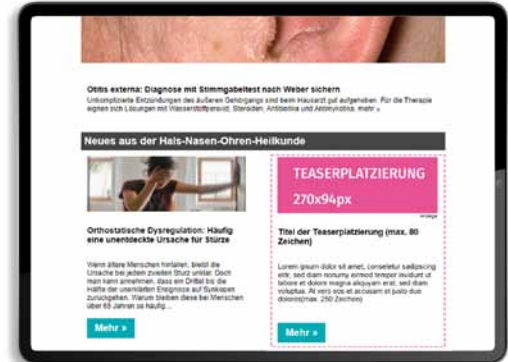 Otitis externa: Diagnose mit Stimmgabeltest nach Weber sichern
Unkomplizierte Entzündungen des äußeren Gehörgangs sind beim Hausarzt gut aufgehoben. Für die Therapie
eignen sich Lösungen mit Wasserstoffperoxid, Steroiden, Antibiotika und Antimykotika. mehr »
Neues aus der Hals-Nasen-Ohren-Heilkunde
Orthostatische Dysregulation: Häufig
eine unentdeckte Ursache für Stürze
Wenn ältere Menschen hinfallen, bleibt die
Ursache bei jedem zweiten Sturz unklar. Doch
man kann annehmen, dass ein Drittel bis die
Hälfte der unerklärten Ereignisse auf Synkopen
zurückgehen. Warum bleiben diese bei Menschen
über 65 Jahren so häufig...
Mehr »
TEASERPLATZIERUNG
270x94px
Anzeige
Titel der Teaserplatzierung (max. 80
Zeichen)
Lorem ipsum dolor sit amet, consetetur sadipscing
elitr, sed diam nonumy eirmod tempor invidunt ut
labore et dolore magna aliquyam erat, sed diam
voluptua. At vero eos et accusam et justo duo
dolores(max. 250 Zeichen)
Mehr »